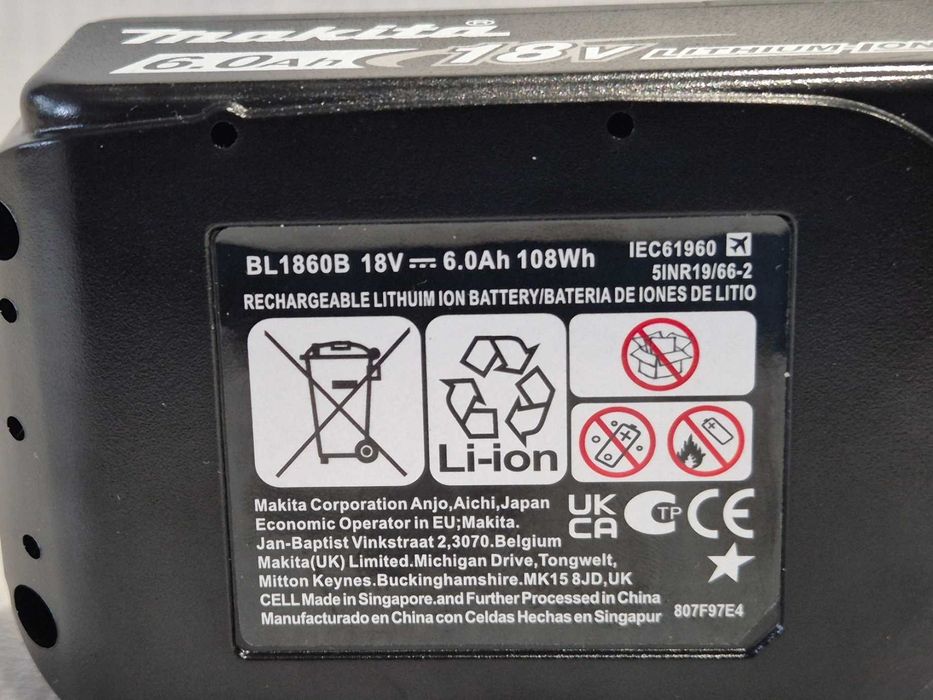 makita®
6.0Ah 18V LITHIUM-ION
BL1860B 18V 6.0Ah 108Wh
IEC61960
5INR19/66-2
RECHARGEABLE LITHUIM ION BATTERY/BATERIA DE IONES DE LITIO
Li-ion
Makita Corporation Anjo,Aichi,Japan
Economic Operator in EU;Makita.
Jan-Baptist Vinkstraat 2,3070.Belgium
Makita(UK) Limited.Michigan Drive,Tongwelt,
Mitton Keynes.Buckinghamshire.MK15 8JD,UK
CELL Made in Singapore.and Further Processed in China
Manufacturado en China con Celdas Hechas en Singapur
UK
CA
TP
CE
807F97E4